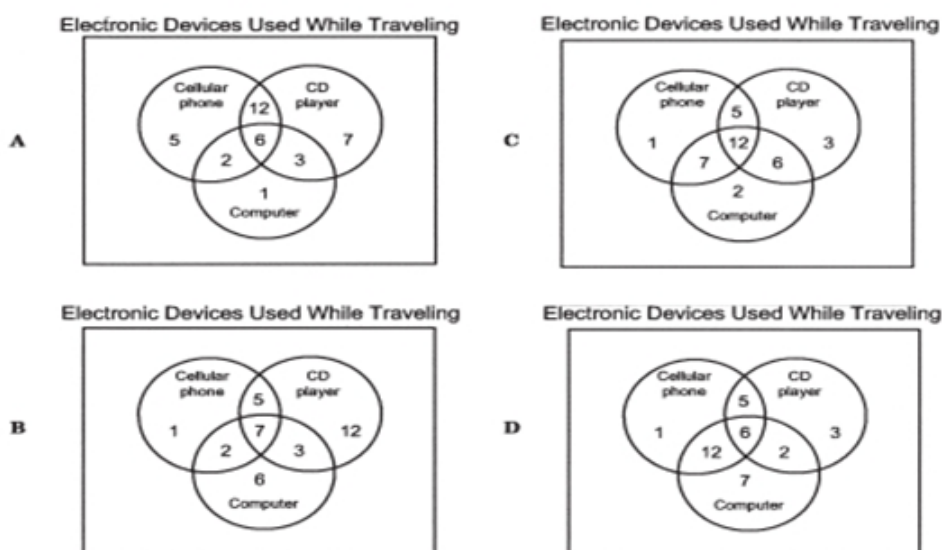 Electronic Devices Used While Traveling
A
Cellular
phone
CD
player
12
5
6
7
2
3
1
Computer
Electronic Devices Used While Traveling
C
Cellular
phone
CD
player
5
1
12
3
7
6
2
Computer
Electronic Devices Used While Traveling
B
Cellular
phone
CD
player
5
1
7
12
2
3
6
Computer
Electronic Devices Used While Traveling
D
Cellular
phone
CD
player
5
1
6
3
12
2
7
Computer